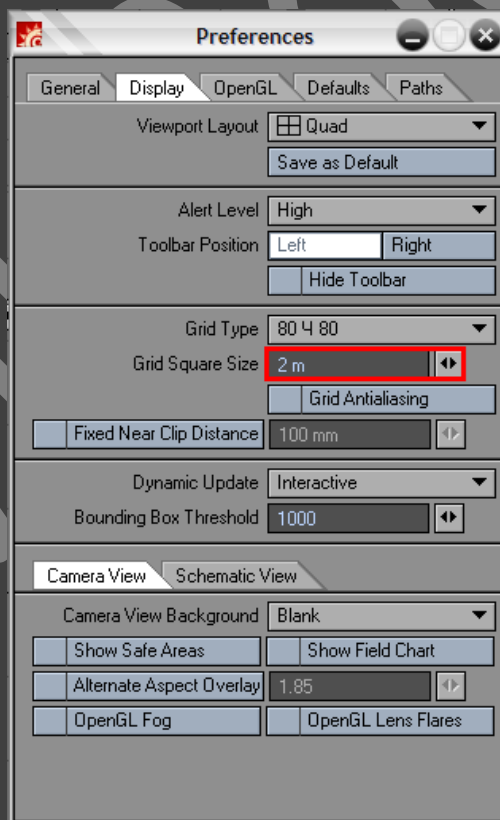 Preferences
General Display OpenGL Defaults Paths
Viewport Layout Quad
Save as Default
Alert Level High
Toolbar Position Left Right
Hide Toolbar
Grid Type 80 Ч 80
Grid Square Size 2 m
Grid Antialiasing
Fixed Near Clip Distance 100 mm
Dynamic Update Interactive
Bounding Box Threshold 1000
Camera View Schematic View
Camera View Background Blank
Show Safe Areas Show Field Chart
Alternate Aspect Overlay 1.85
OpenGL Fog OpenGL Lens Flares